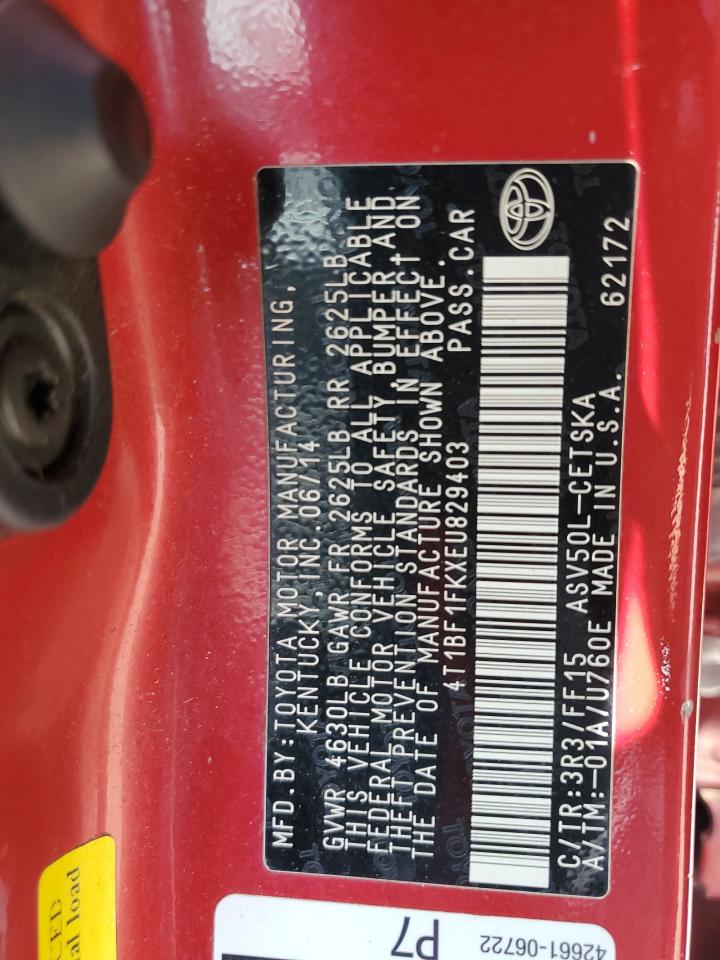 MFD.BY:TOYOTA MOTOR MANUFACTURING,
KENTUCKY,INC.06/14
GVWR 4630LB GAWR FR 2625LB RR 2625LB
THIS VEHICLE CONFORMS TO ALL APPLICABLE
FEDERAL MOTOR VEHICLE SAFETY,BUMPER,AND
THEFT PREVENTION STANDARDS IN EFFECT ON
THE DATE OF MANUFACTURE SHOWN ABOVE.
4T1BF1FKXEU829403 PASS.CAR
C/TR:3R3/FF15 ASV50L-CETSKA
A/TM:-01A/U760E MADE IN U.S.A. 62172
CED
al load
P7
42661-06722